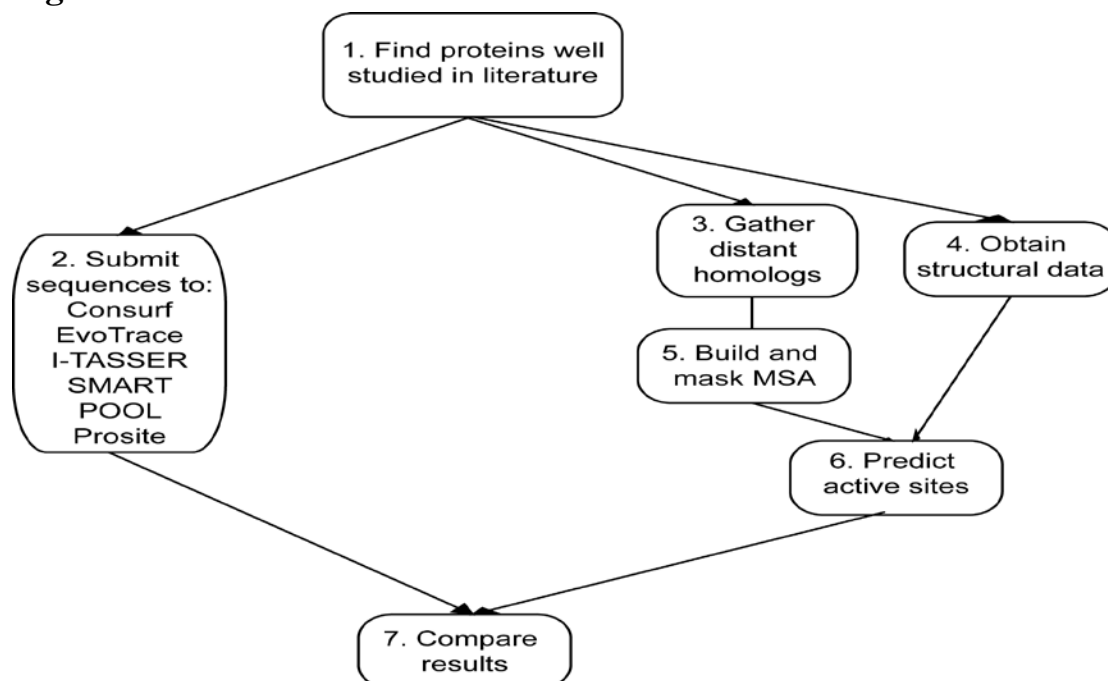 1. Find proteins well
studied in literature
2. Submit
sequences to:
Consurf
EvoTrace
I-TASSER
SMART
POOL
Prosite
3. Gather
distant
homologs
4. Obtain
structural data
5. Build and
mask MSA
6. Predict
active sites
7. Compare
results